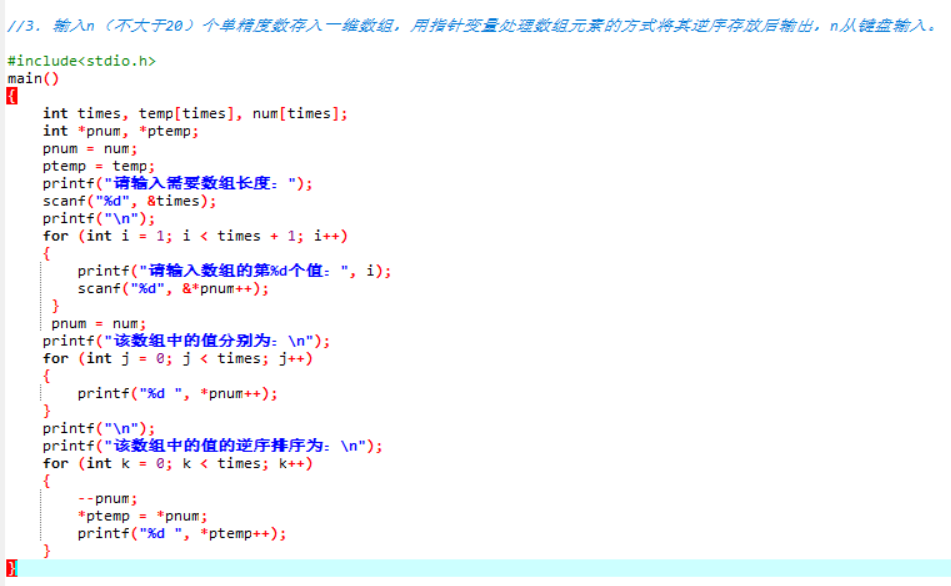 //3. 输入n（不大于20）个单精度数存入一维数组，用指针变量处理数组元素的方式将其逆序存放后输出，n从键盘输入。
#include<stdio.h>
main()
{
int times, temp[times], num[times];
int *pnum, *ptemp;
pnum = num;
ptemp = temp;
printf("请输入需要数组长度：");
scanf("%d", &times);
printf("\n");
for (int i = 1; i < times + 1; i++)
{
printf("请输入数组的第%d个值：", i);
scanf("%d", &*pnum++);
}
pnum = num;
printf("该数组中的值分别为：\n");
for (int j = 0; j < times; j++)
{
printf("%d ", *pnum++);
}
printf("\n");
printf("该数组中的值的逆序排序为：\n");
for (int k = 0; k < times; k++)
{
--pnum;
*ptemp = *pnum;
printf("%d ", *ptemp++);
}
}